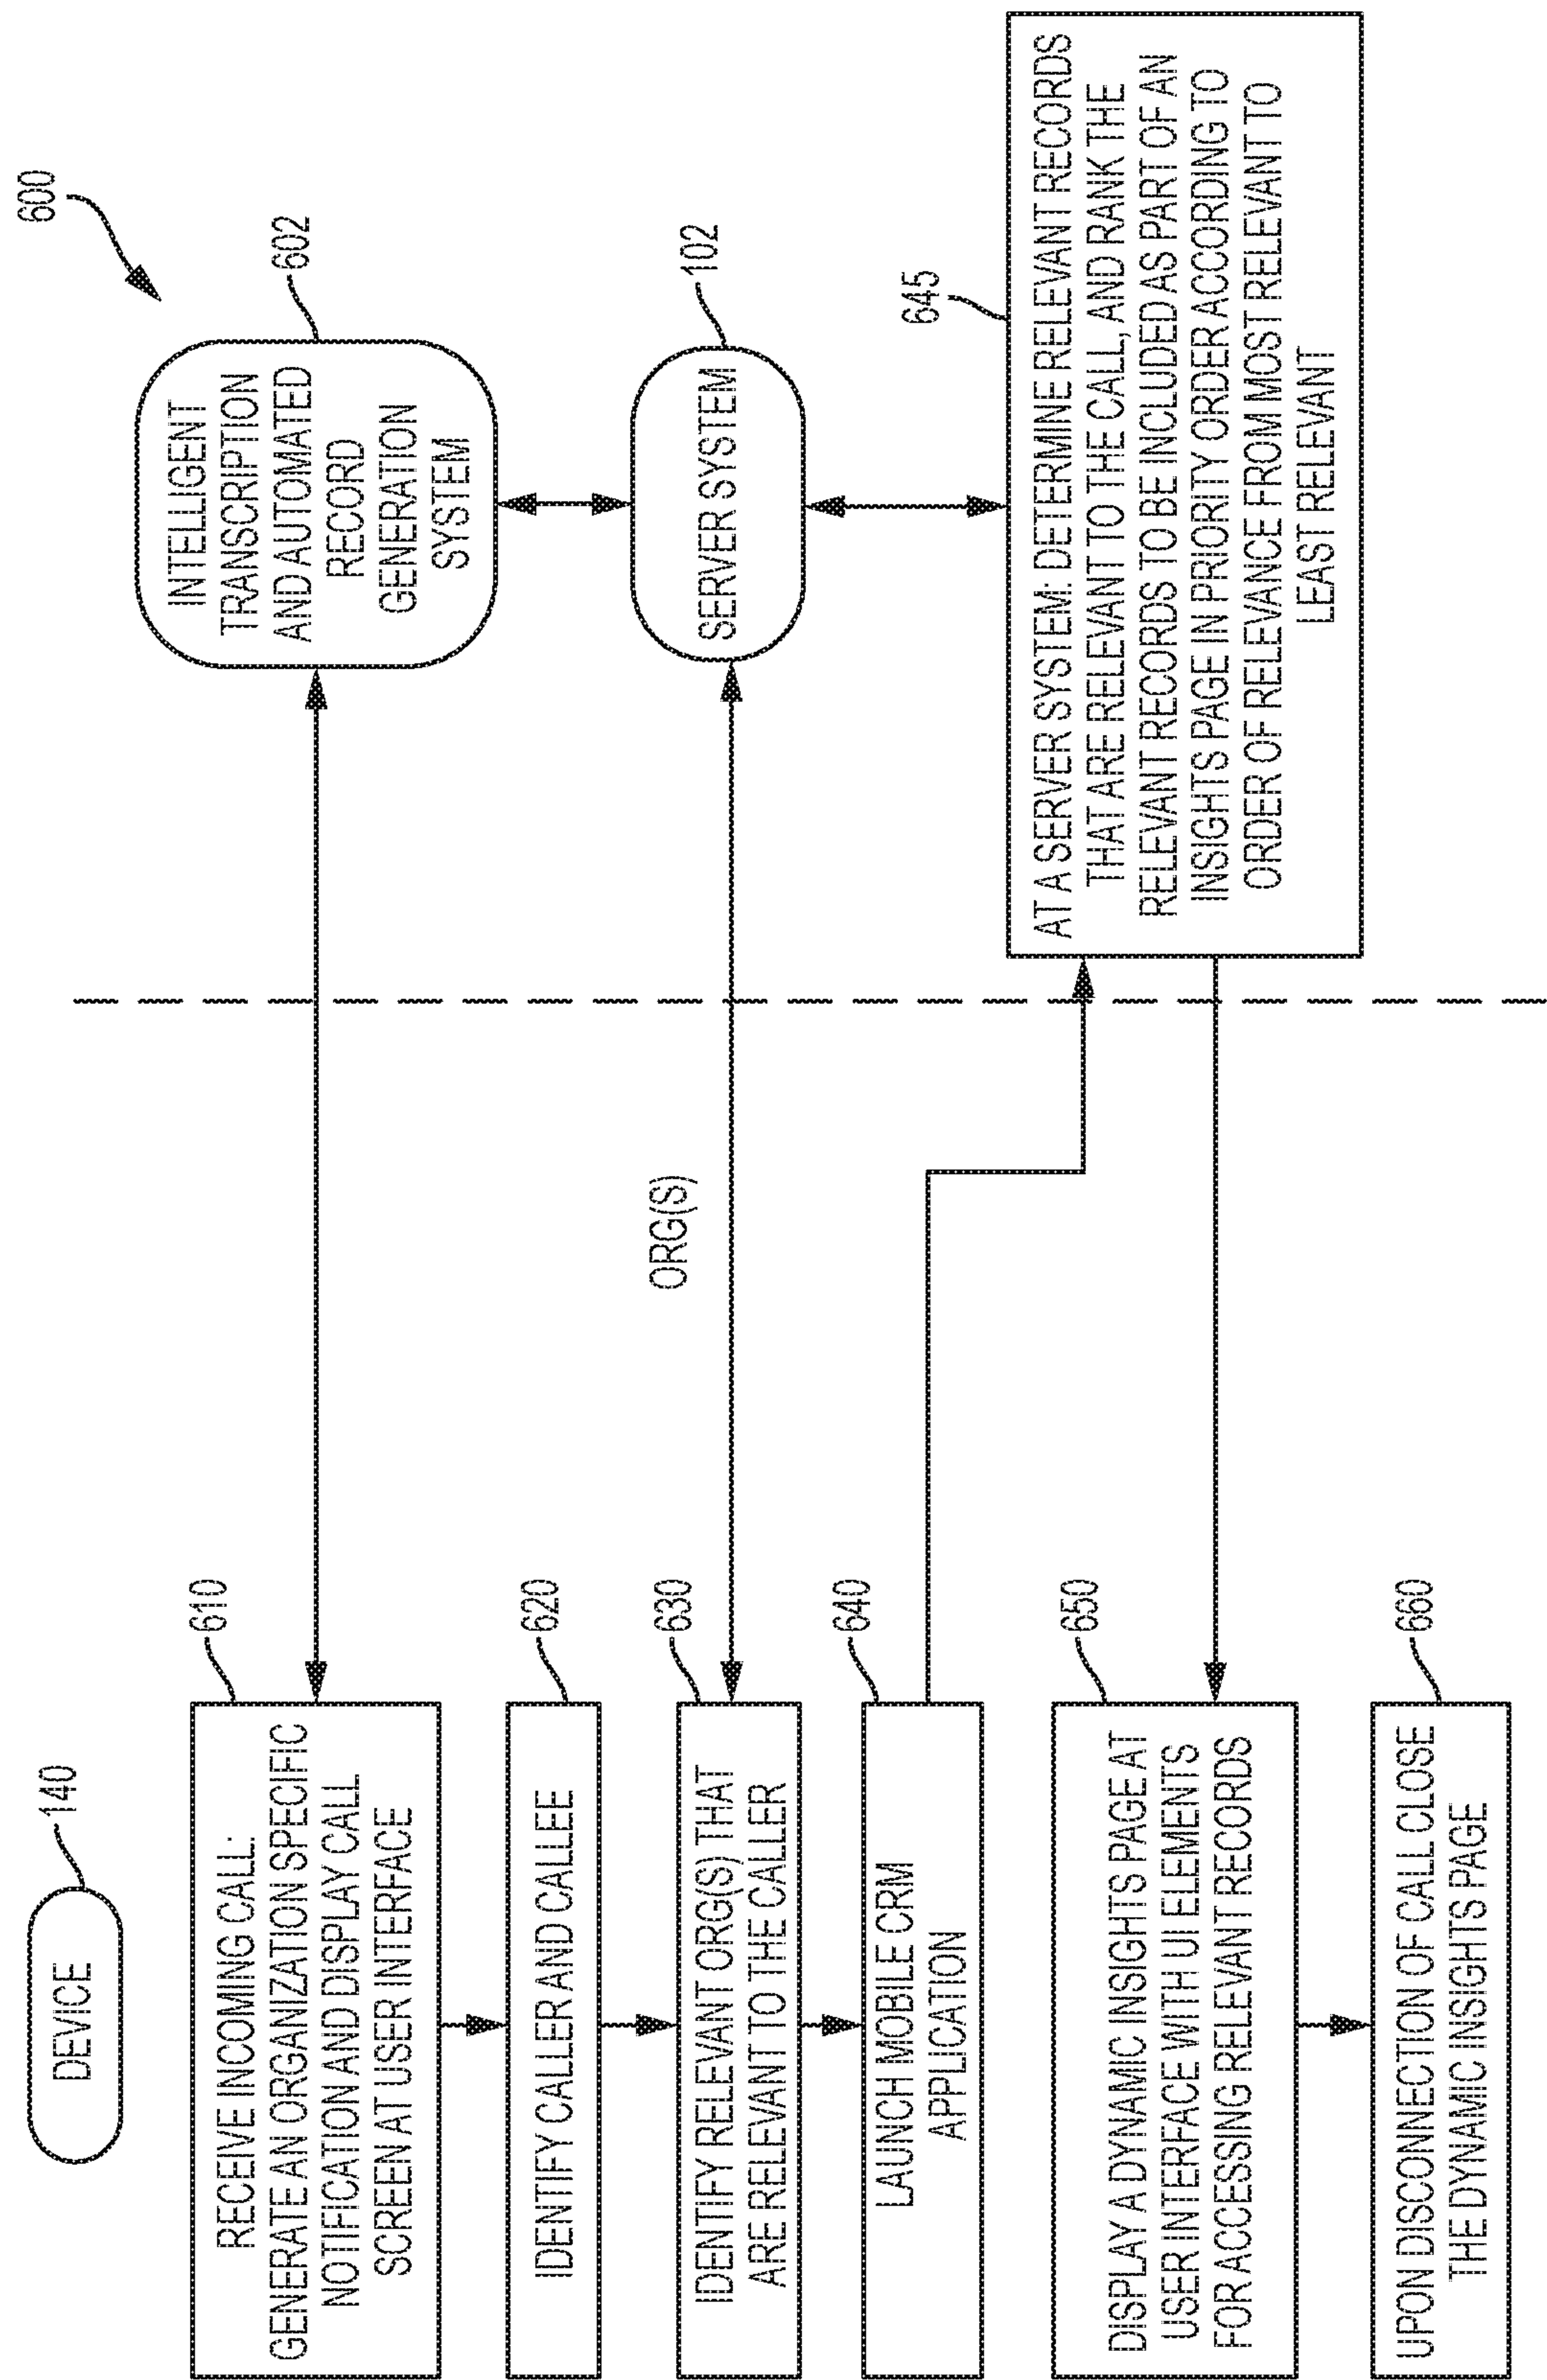 600
DEVICE
140
INTELLIGENT
TRANSCRIPTION
AND AUTOMATED
RECORD
GENERATION
SYSTEM
602
610
RECEIVE INCOMING CALL:
GENERATE AN ORGANIZATION SPECIFIC
NOTIFICATION AND DISPLAY CALL
SCREEN AT USER INTERFACE
620
IDENTIFY CALLER AND CALLEE
630
IDENTIFY RELEVANT ORG(S) THAT
ARE RELEVANT TO THE CALLER
ORG(S)
SERVER SYSTEM
102
640
LAUNCH MOBILE CRM
APPLICATION
645
AT A SERVER SYSTEM: DETERMINE RELEVANT RECORDS
THAT ARE RELEVANT TO THE CALL, AND RANK THE
RELEVANT RECORDS TO BE INCLUDED AS PART OF AN
INSIGHTS PAGE IN PRIORITY ORDER ACCORDING TO
ORDER OF RELEVANCE FROM MOST RELEVANT TO
LEAST RELEVANT
650
DISPLAY A DYNAMIC INSIGHTS PAGE AT
USER INTERFACE WITH UI ELEMENTS
FOR ACCESSING RELEVANT RECORDS
660
UPON DISCONNECTION OF CALL CLOSE
THE DYNAMIC INSIGHTS PAGE